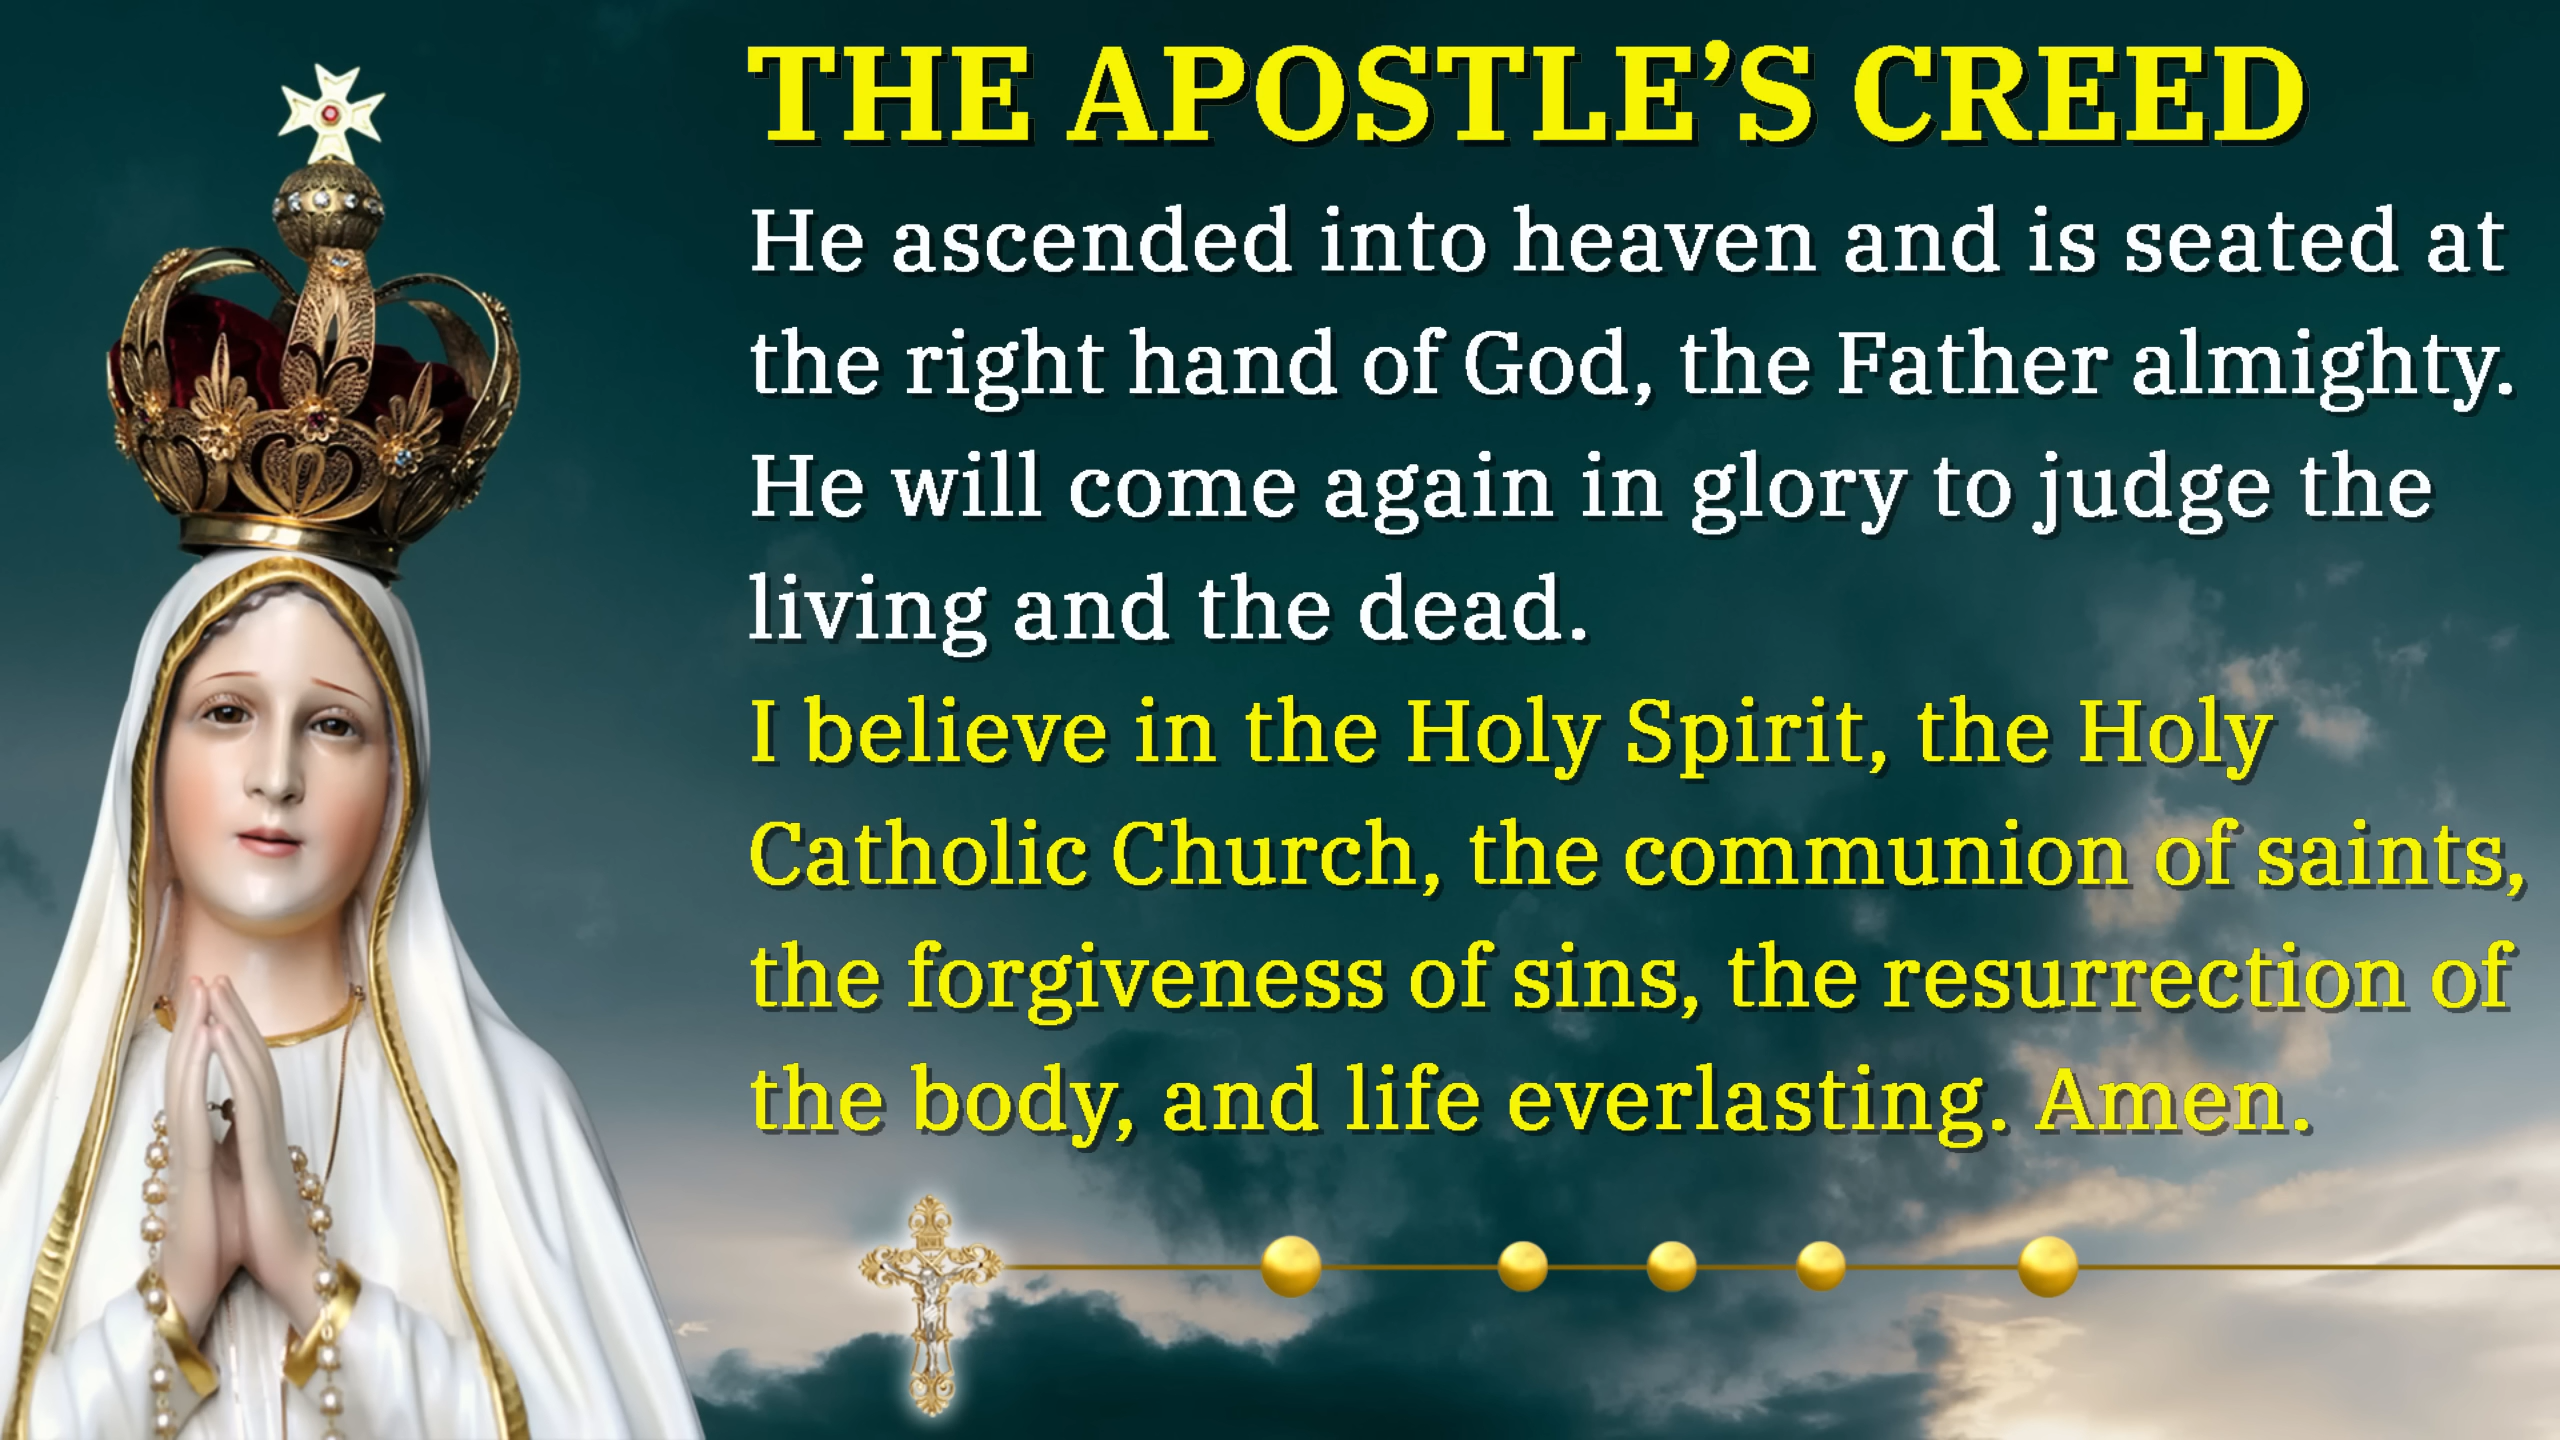 THE APOSTLE’S CREED
He ascended into heaven and is seated at
the right hand of God, the Father almighty.
He will come again in glory to judge the
living and the dead.
I believe in the Holy Spirit, the Holy
Catholic Church, the communion of saints,
the forgiveness of sins, the resurrection of
the body, and life everlasting. Amen.